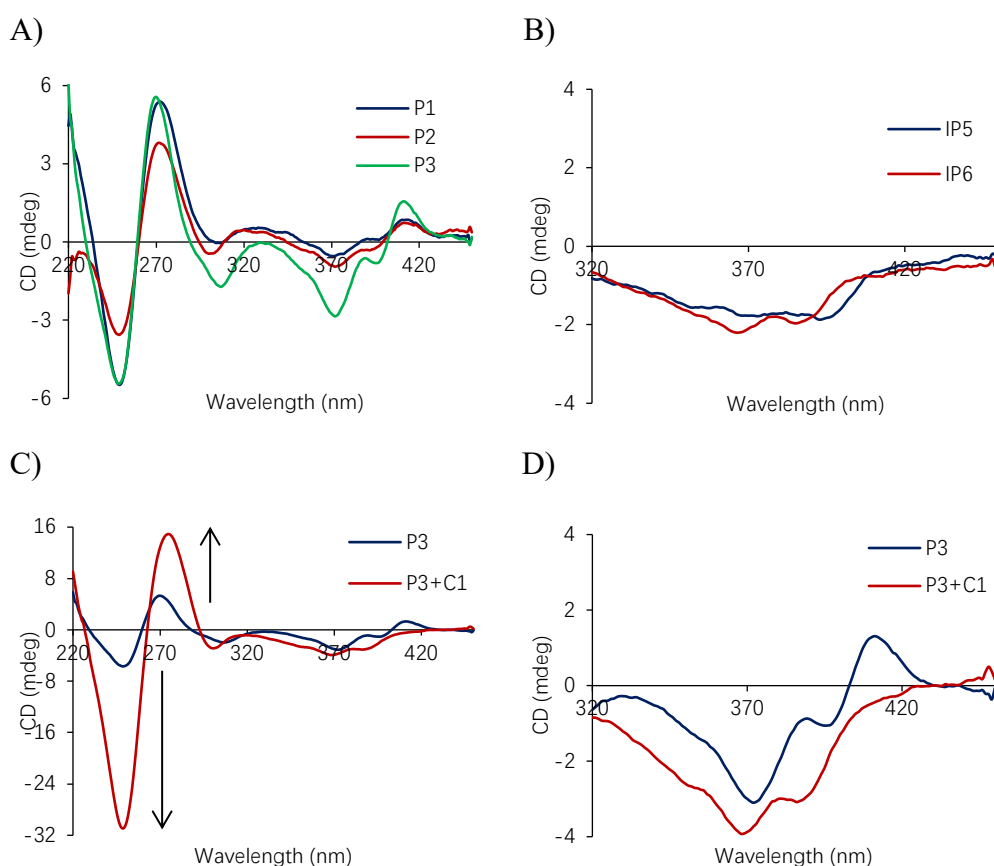 A)
6
3
0
-3
-6
CD (mdeg)
220 270 320 370 420
Wavelength (nm)
P1
P2
P3
B)
4
2
0
-2
-4
CD (mdeg)
320 370 420
Wavelength (nm)
IP5
IP6
C)
16
8
0
-8
-16
-24
-32
CD (mdeg)
220 270 320 370 420
Wavelength (nm)
P3
P3+C1
D)
4
2
0
-2
-4
CD (mdeg)
320 370 420
Wavelength (nm)
P3
P3+C1